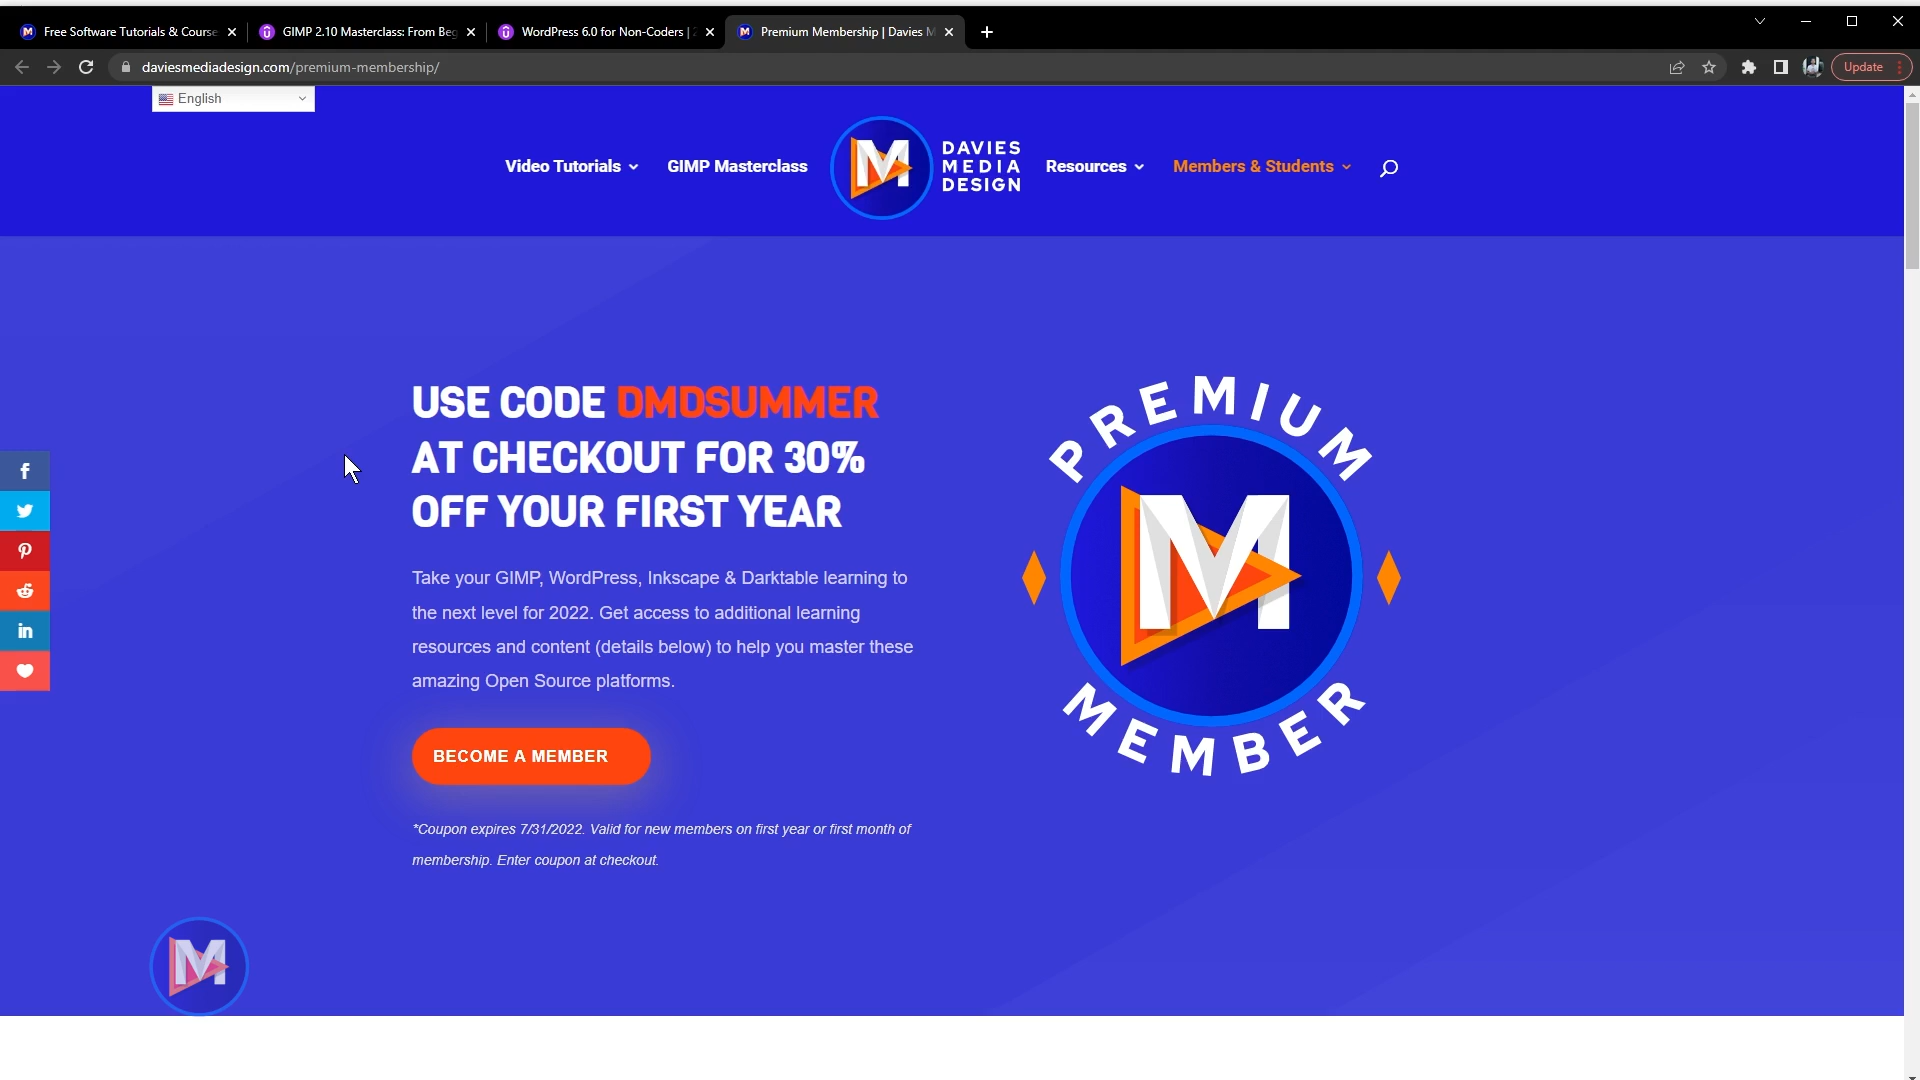 Free Software Tutorials & Course
GIMP 2.10 Masterclass: From Beg
WordPress 6.0 for Non-Coders |
Premium Membership | Davies M
daviesmediadesign.com/premium-membership/
Update
English
Video Tutorials
GIMP Masterclass
DAVIES
MEDIA
DESIGN
Resources
Members & Students
USE CODE DMDSUMMER
AT CHECKOUT FOR 30%
OFF YOUR FIRST YEAR
Take your GIMP, WordPress, Inkscape & Darktable learning to
the next level for 2022. Get access to additional learning
resources and content (details below) to help you master these
amazing Open Source platforms.
BECOME A MEMBER
*Coupon expires 7/31/2022. Valid for new members on first year or first month of
membership. Enter coupon at checkout.
PREMIUM
M
MEMBER